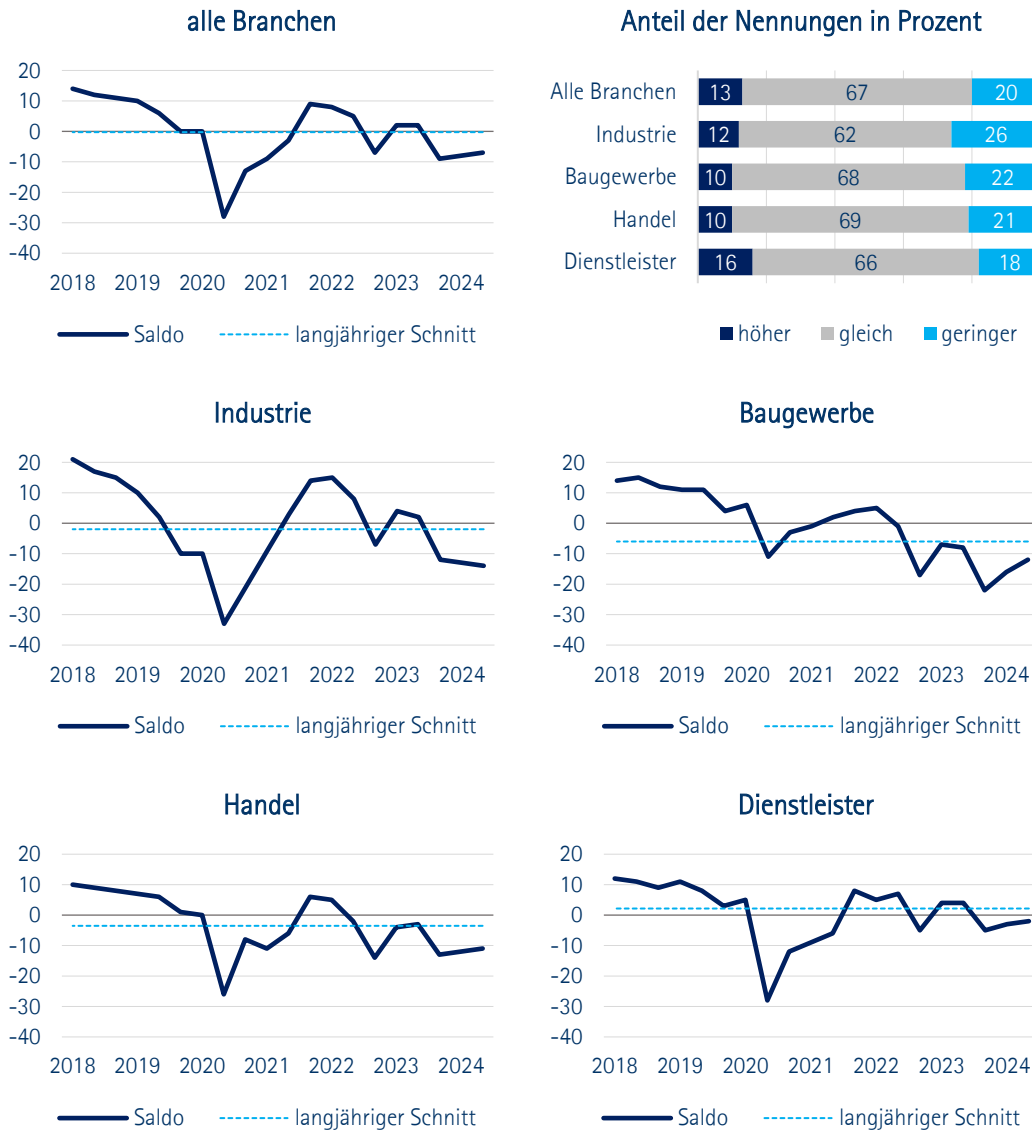 alle Branchen
20
10
0
-10
-20
-30
-40
2018 2019 2020 2021 2022 2023 2024
Saldo langjähriger Schnitt
Anteil der Nennungen in Prozent
Alle Branchen 13 67 20
Industrie 12 62 26
Baugewerbe 10 68 22
Handel 10 69 21
Dienstleister 16 66 18
höher gleich geringer
Industrie
20
10
0
-10
-20
-30
-40
2018 2019 2020 2021 2022 2023 2024
Saldo langjähriger Schnitt
Baugewerbe
20
10
0
-10
-20
-30
-40
2018 2019 2020 2021 2022 2023 2024
Saldo langjähriger Schnitt
Handel
20
10
0
-10
-20
-30
-40
2018 2019 2020 2021 2022 2023 2024
Saldo langjähriger Schnitt
Dienstleister
20
10
0
-10
-20
-30
-40
2018 2019 2020 2021 2022 2023 2024
Saldo langjähriger Schnitt